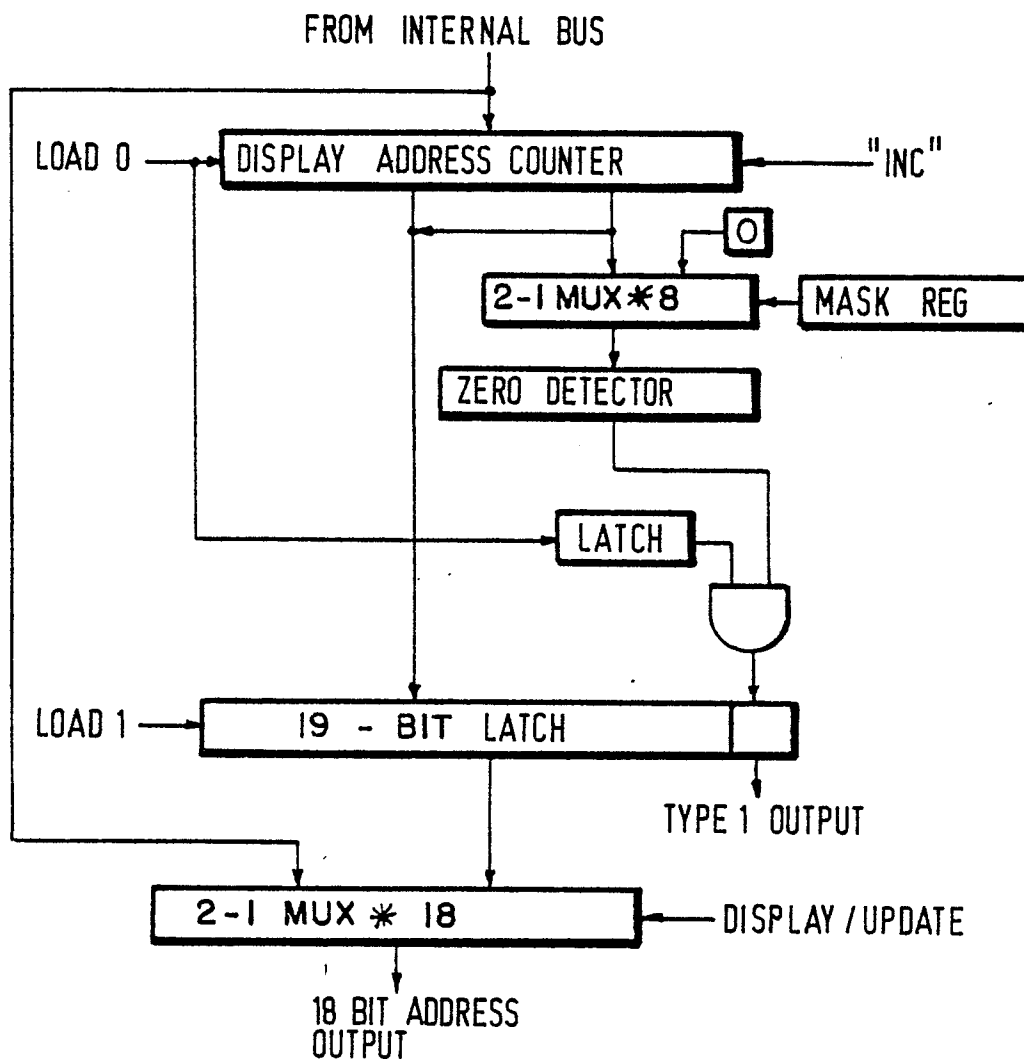 FROM INTERNAL BUS
LOAD 0
DISPLAY ADDRESS COUNTER
"INC"
0
2-1 MUX * 8
MASK REG
ZERO DETECTOR
LATCH
LOAD 1
19 - BIT LATCH
TYPE 1 OUTPUT
2-1 MUX * 18
DISPLAY / UPDATE
18 BIT ADDRESS
OUTPUT